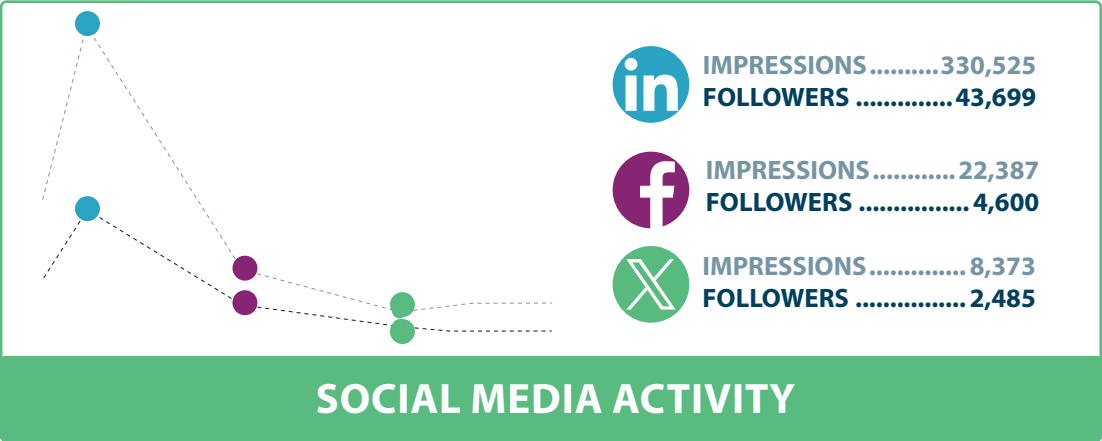 in IMPRESSIONS..........330,525
FOLLOWERS ..............43,699
f IMPRESSIONS............22,387
FOLLOWERS ................4,600
X IMPRESSIONS..............8,373
FOLLOWERS ................2,485
SOCIAL MEDIA ACTIVITY